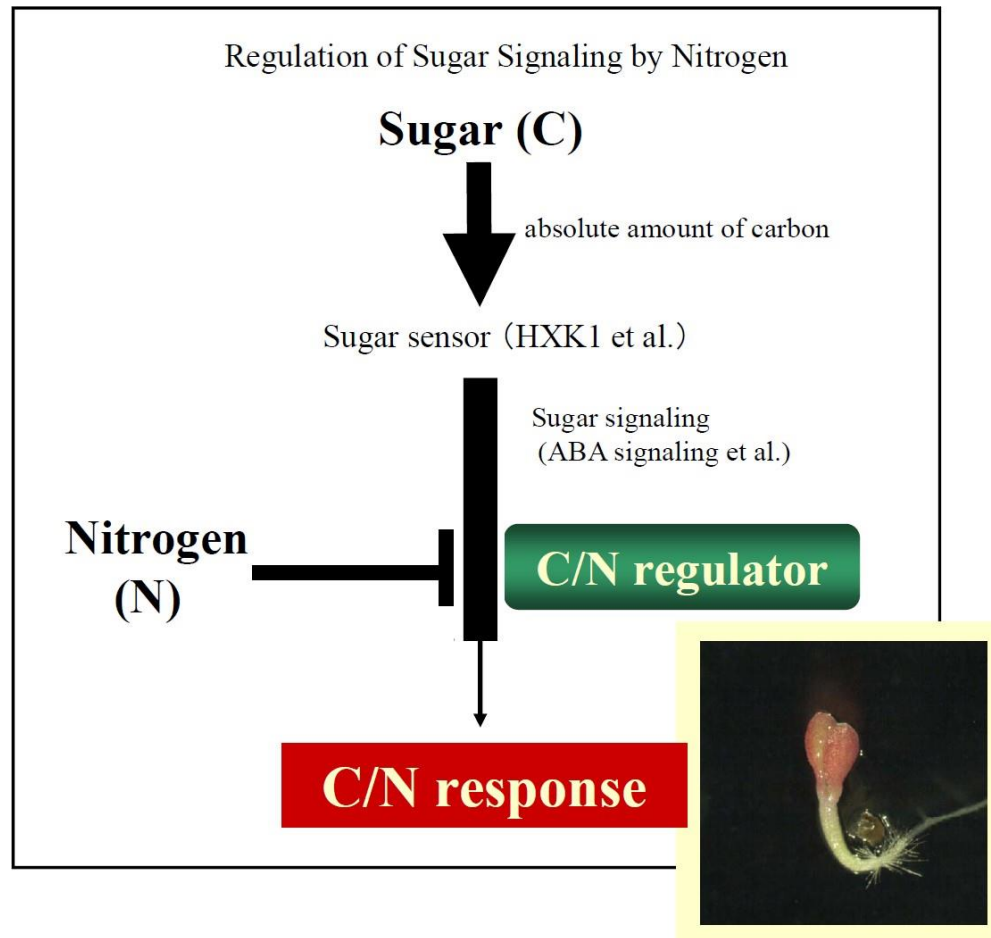 Regulation of Sugar Signaling by Nitrogen
Sugar (C)
absolute amount of carbon
Sugar sensor（HXK1 et al.）
Sugar signaling
(ABA signaling et al.)
Nitrogen
(N)
C/N regulator
C/N response